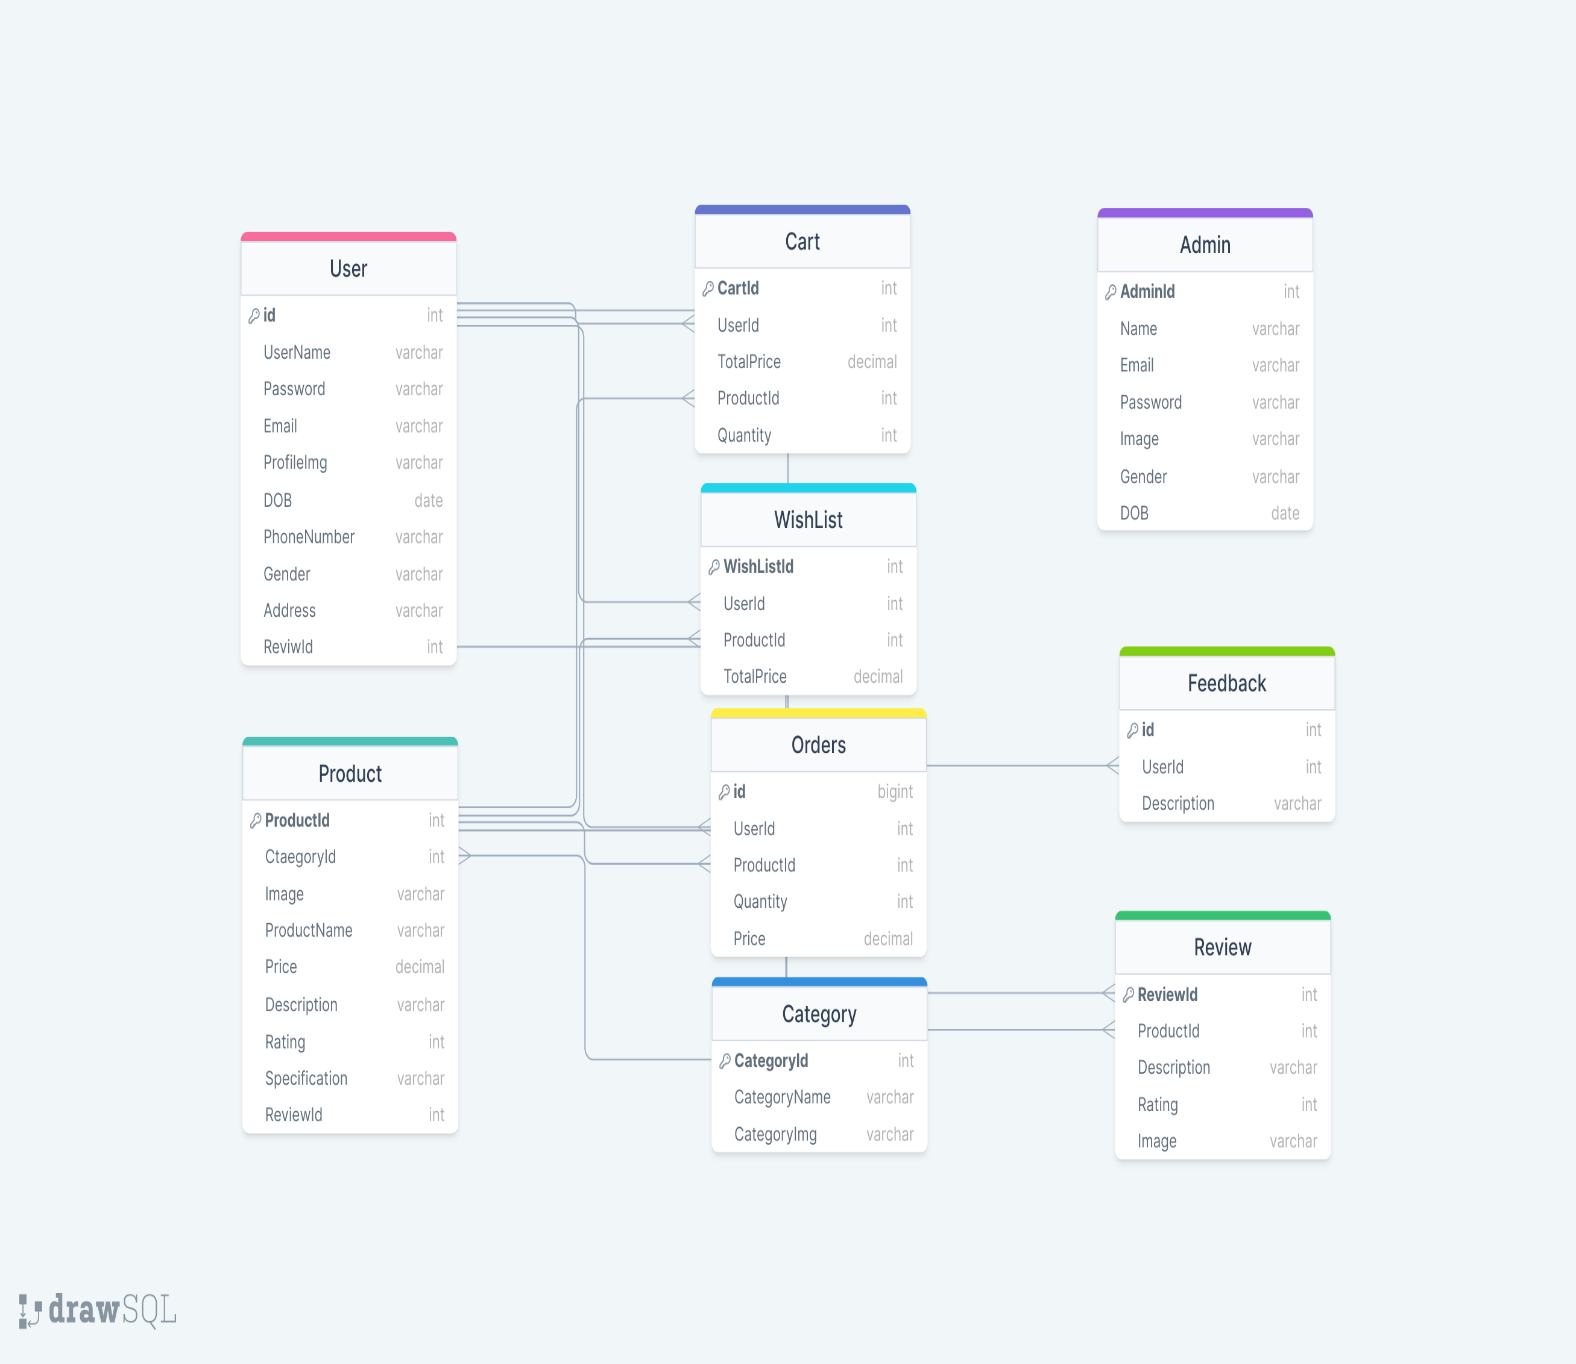 User
id int
UserName varchar
Password varchar
Email varchar
ProfileImg varchar
DOB date
PhoneNumber varchar
Gender varchar
Address varchar
ReviwId int
Product
ProductId int
CtaegoryId int
Image varchar
ProductName varchar
Price decimal
Description varchar
Rating int
Specification varchar
ReviewId int
Cart
CartId int
UserId int
TotalPrice decimal
ProductId int
Quantity int
WishList
WishListId int
UserId int
ProductId int
TotalPrice decimal
Orders
id bigint
UserId int
ProductId int
Quantity int
Price decimal
Category
CategoryId int
CategoryName varchar
CategoryImg varchar
Admin
AdminId int
Name varchar
Email varchar
Password varchar
Image varchar
Gender varchar
DOB date
Feedback
id int
UserId int
Description varchar
Review
ReviewId int
ProductId int
Description varchar
Rating int
Image varchar
drawSQL